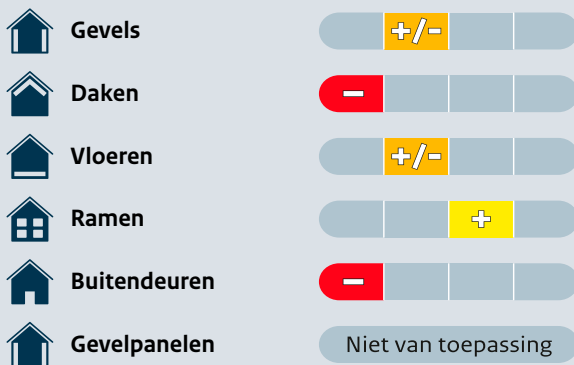 Gevels +/-
Daken -
Vloeren +/-
Ramen +
Buitendeuren -
Gevelpanelen Niet van toepassing